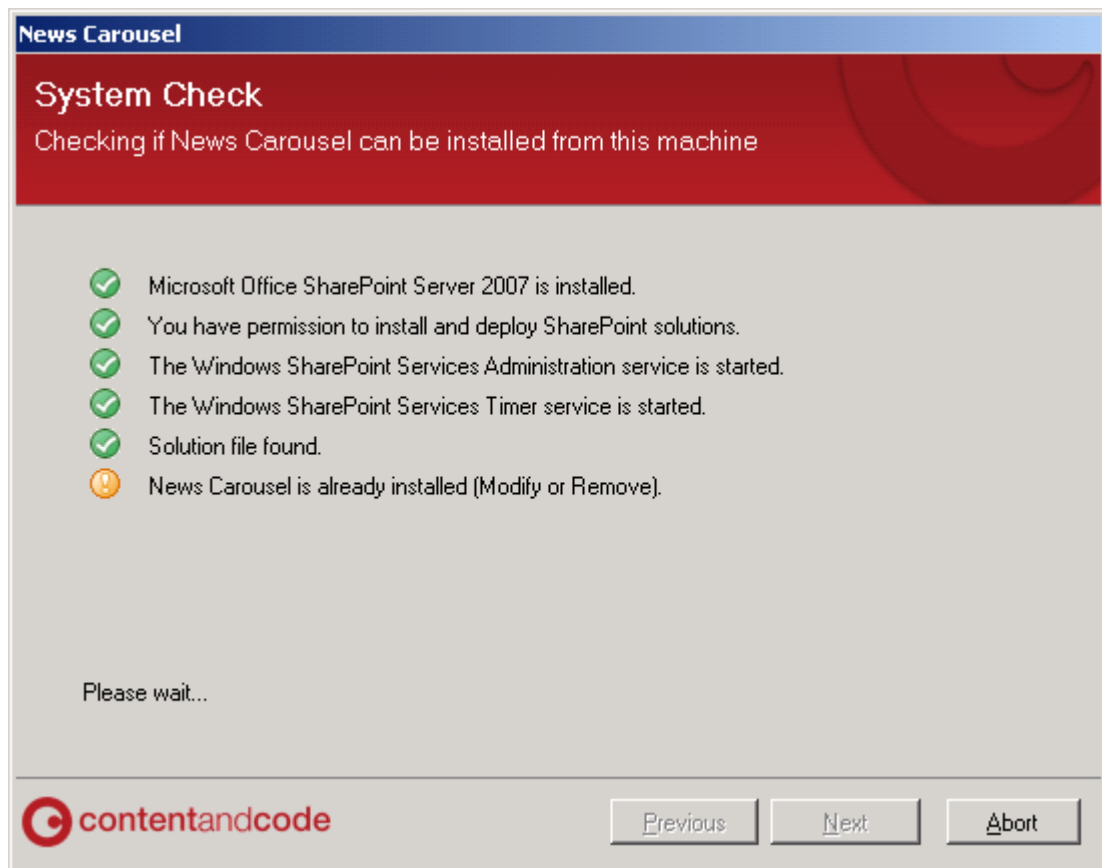 News Carousel
System Check
Checking if News Carousel can be installed from this machine
Microsoft Office SharePoint Server 2007 is installed.
You have permission to install and deploy SharePoint solutions.
The Windows SharePoint Services Administration service is started.
The Windows SharePoint Services Timer service is started.
Solution file found.
News Carousel is already installed (Modify or Remove).
Please wait...
contentandcode
Previous
Next
Abort